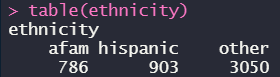 > table(ethnicity)
ethnicity
    afam hispanic    other
     786      903     3050